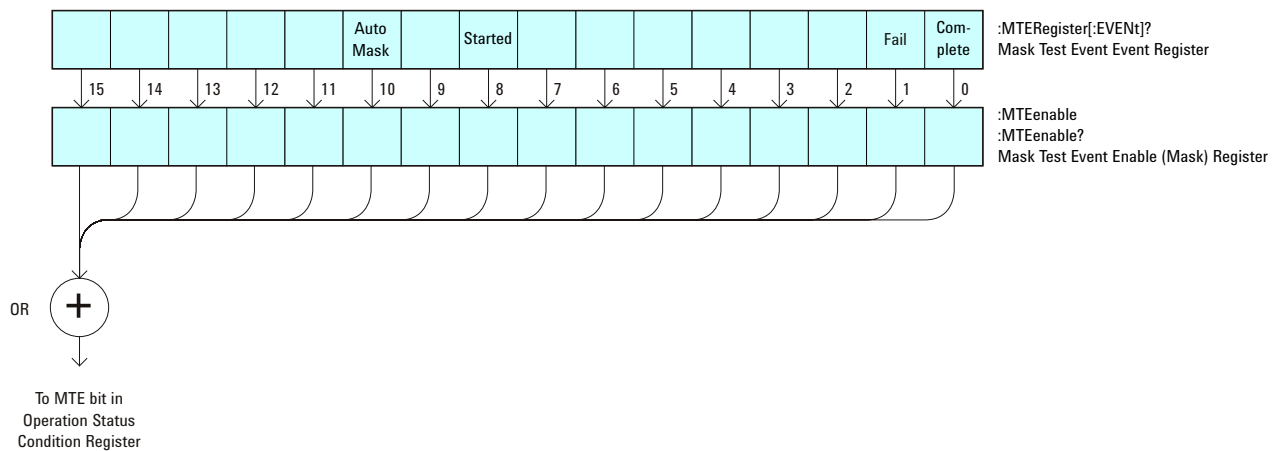 Auto
Mask
Started
Fail
Com-
plete
:MTERegister[:EVENt]?
Mask Test Event Event Register
15 14 13 12 11 10 9 8 7 6 5 4 3 2 1 0
:MTEenable
:MTEenable?
Mask Test Event Enable (Mask) Register
OR
+
To MTE bit in
Operation Status
Condition Register